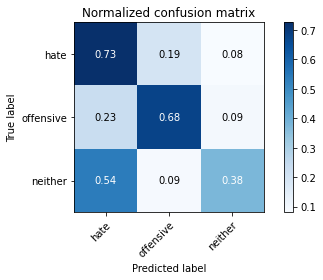 Normalized confusion matrix
True label
hate 0.73 0.19 0.08
offensive 0.23 0.68 0.09
neither 0.54 0.09 0.38
hate offensive neither
Predicted label
0.7
0.6
0.5
0.4
0.3
0.2
0.1